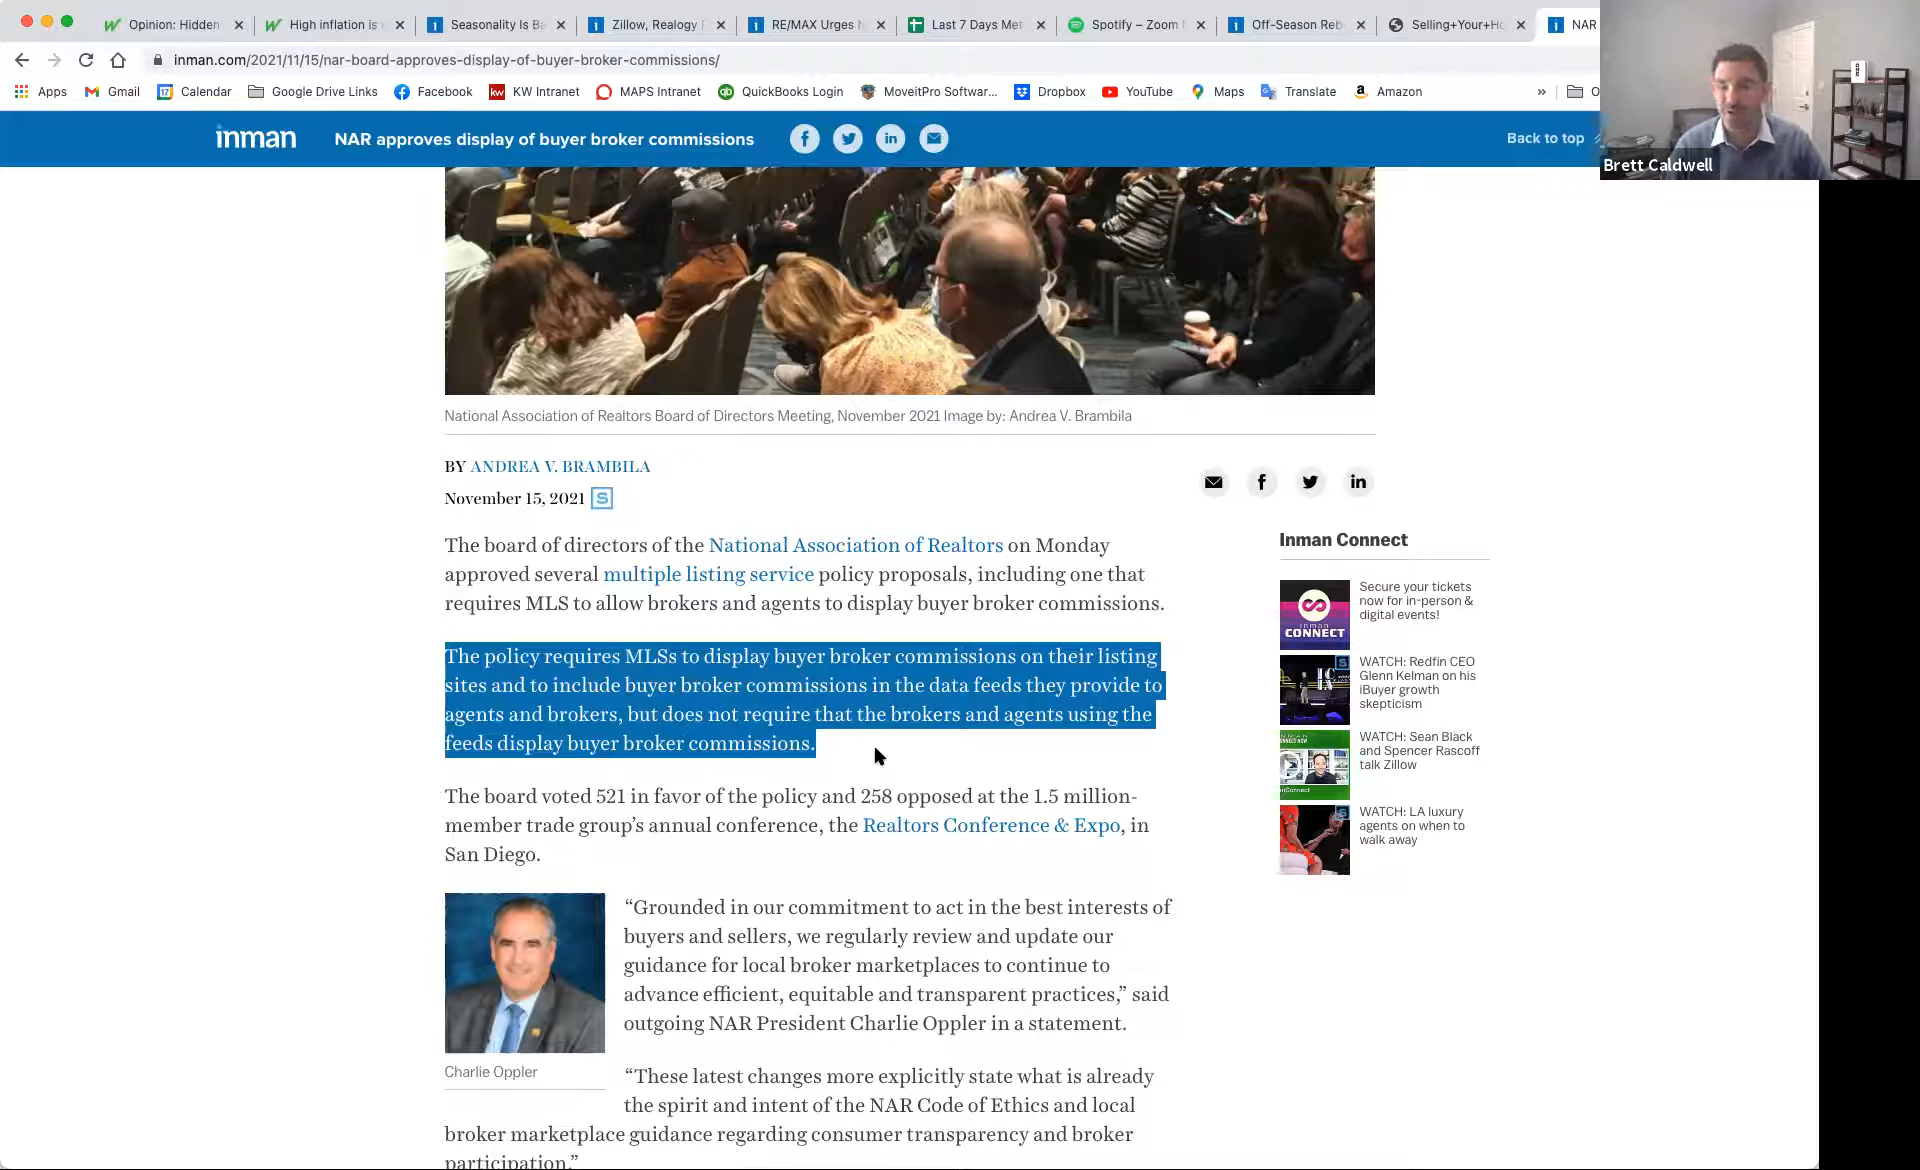 Opinion: Hidden
High inflation is
Seasonality Is Ba
Zillow, Realogy
RE/MAX Urges
Last 7 Days Met
Spotify – Zoom
Off-Season Reb
Selling+Your+Ho
NAR
inman.com/2021/11/15/nar-board-approves-display-of-buyer-broker-commissions/
Apps
Gmail
Calendar
Google Drive Links
Facebook
KW Intranet
MAPS Intranet
QuickBooks Login
MoveitPro Softwar...
Dropbox
YouTube
Maps
Translate
Amazon
»
O
inman
NAR approves display of buyer broker commissions
Back to top
Brett Caldwell
National Association of Realtors Board of Directors Meeting, November 2021 Image by: Andrea V. Brambila
BY ANDREA V. BRAMBILA
November 15, 2021 S
The board of directors of the National Association of Realtors on Monday
approved several multiple listing service policy proposals, including one that
requires MLS to allow brokers and agents to display buyer broker commissions.
The policy requires MLSs to display buyer broker commissions on their listing
sites and to include buyer broker commissions in the data feeds they provide to
agents and brokers, but does not require that the brokers and agents using the
feeds display buyer broker commissions.
The board voted 521 in favor of the policy and 258 opposed at the 1.5 million-
member trade group’s annual conference, the Realtors Conference & Expo, in
San Diego.
“Grounded in our commitment to act in the best interests of
buyers and sellers, we regularly review and update our
guidance for local broker marketplaces to continue to
advance efficient, equitable and transparent practices,” said
outgoing NAR President Charlie Oppler in a statement.
Charlie Oppler
“These latest changes more explicitly state what is already
the spirit and intent of the NAR Code of Ethics and local
broker marketplace guidance regarding consumer transparency and broker
participation.”
Inman Connect
CONNECT
Secure your tickets
now for in-person &
digital events!
WATCH: Redfin CEO
Glenn Kelman on his
iBuyer growth
skepticism
WATCH: Sean Black
and Spencer Rascoff
talk Zillow
WATCH: LA luxury
agents on when to
walk away